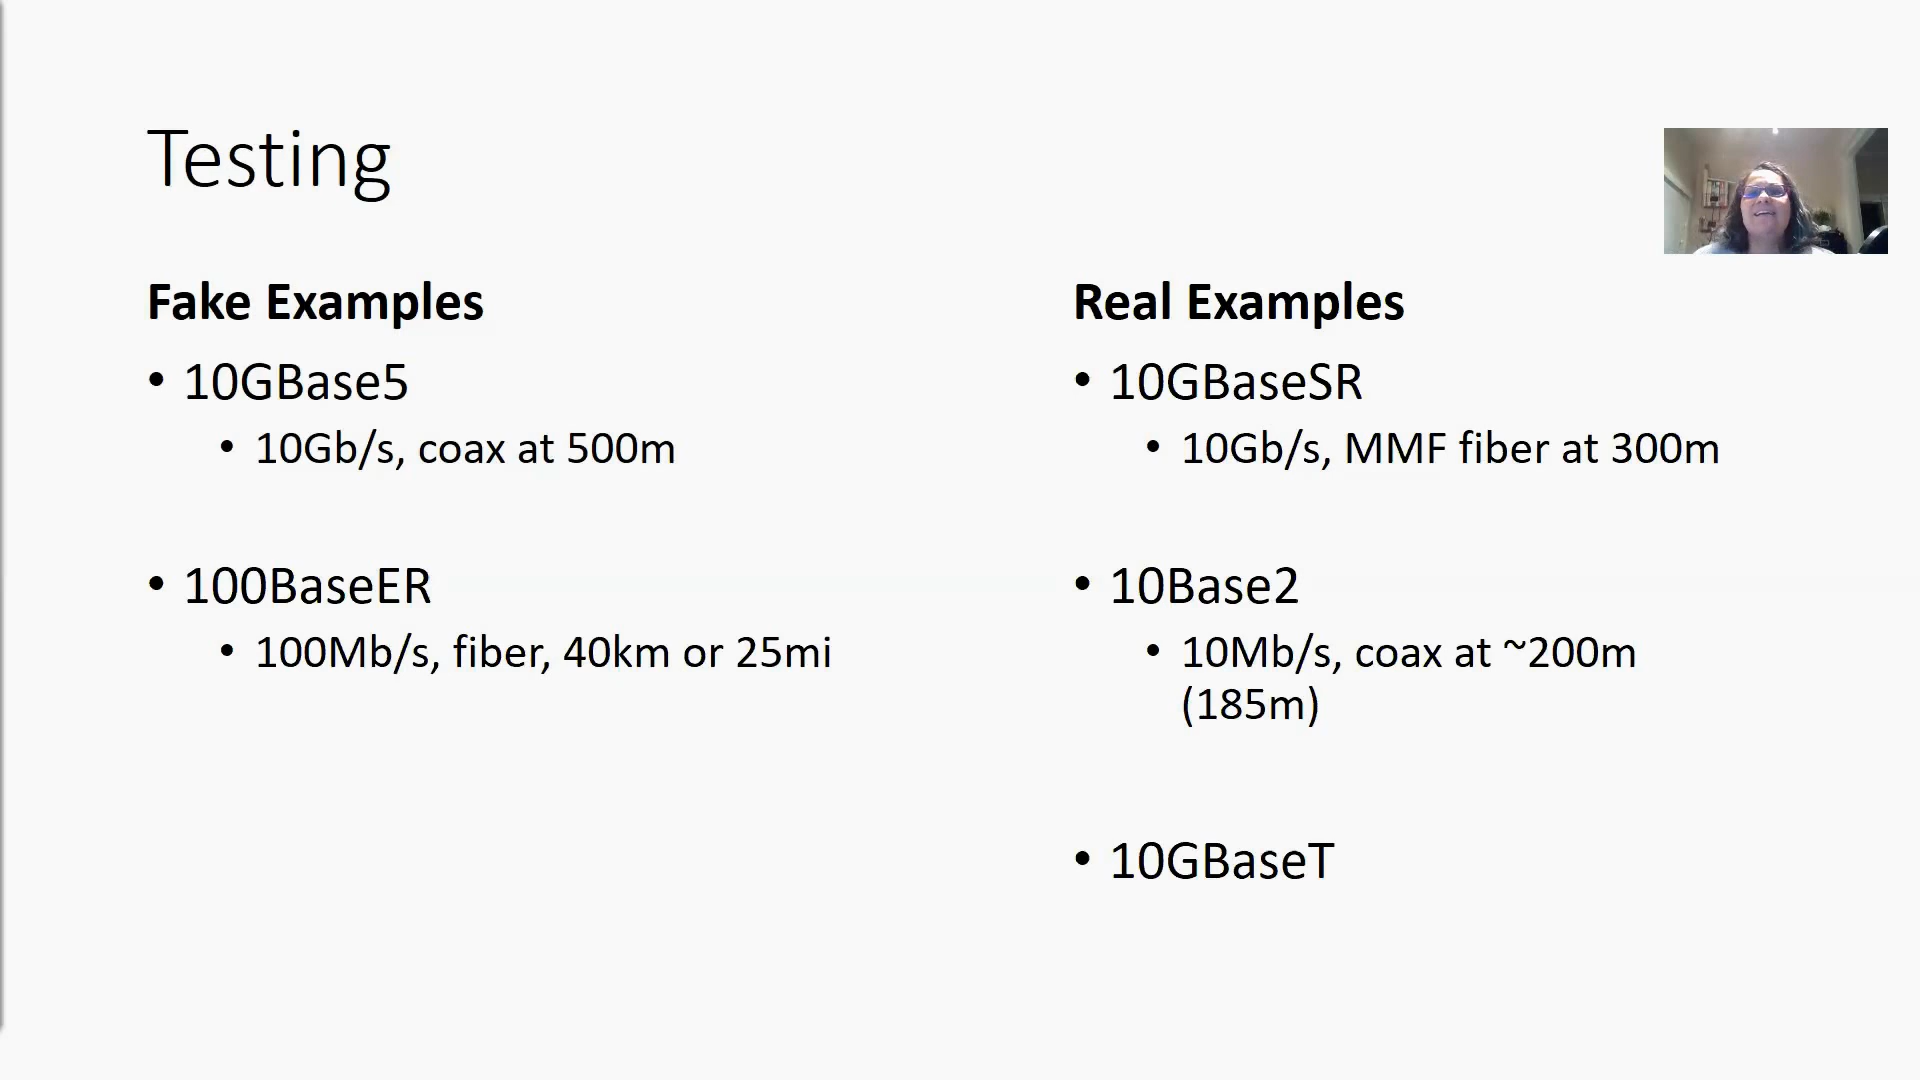 Testing
Fake Examples
• 10GBase5
• 10Gb/s, coax at 500m
• 100BaseER
• 100Mb/s, fiber, 40km or 25mi
Real Examples
• 10GBaseSR
• 10Gb/s, MMF fiber at 300m
• 10Base2
• 10Mb/s, coax at ~200m
(185m)
• 10GBaseT